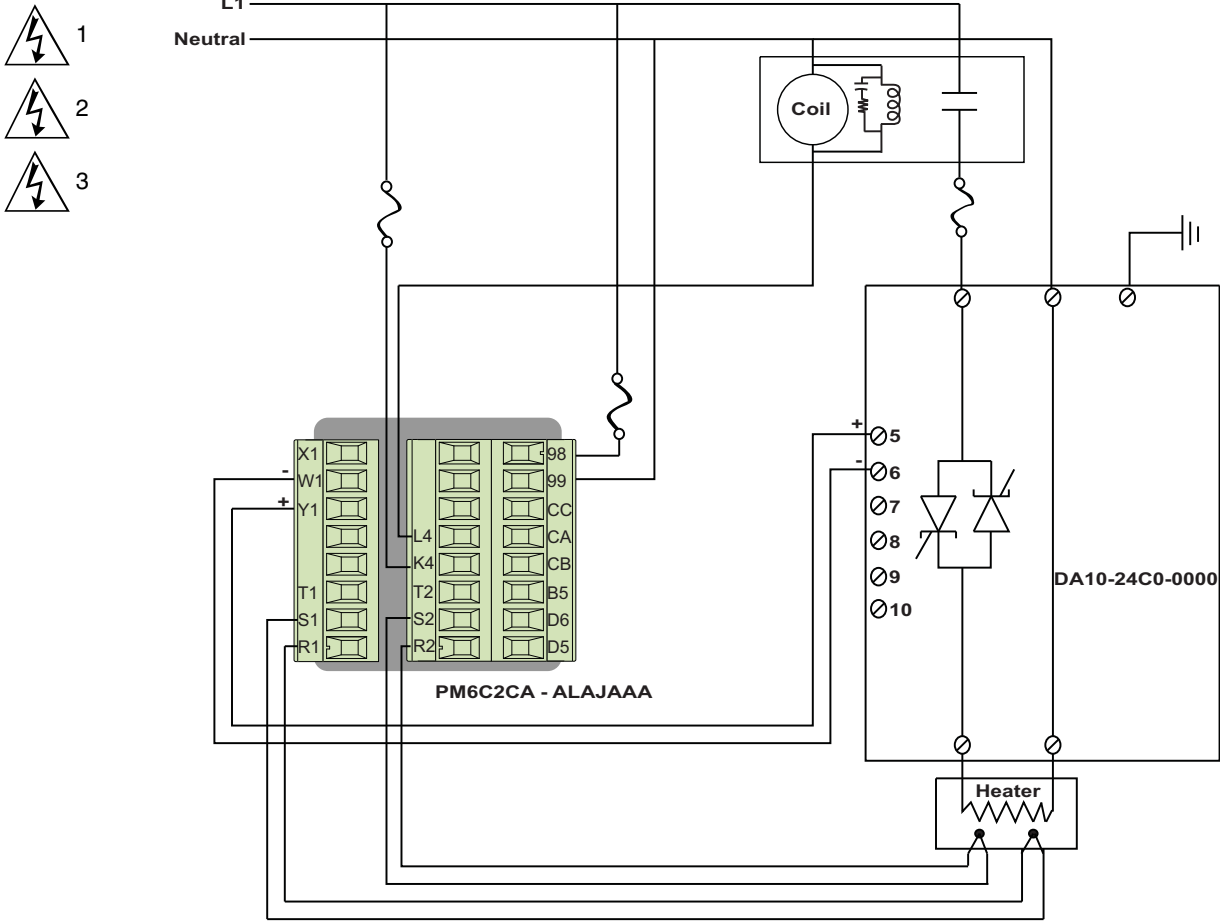 L1
1
Neutral
2
Coil
3
+
5
X1
98
-
W1
99
-
6
+
Y1
CC
7
L4
CA
8
K4
CB
9
DA10-24C0-0000
T1
T2
B5
10
S1
S2
D6
R1
R2
D5
PM6C2CA - ALAJAAA
Heater